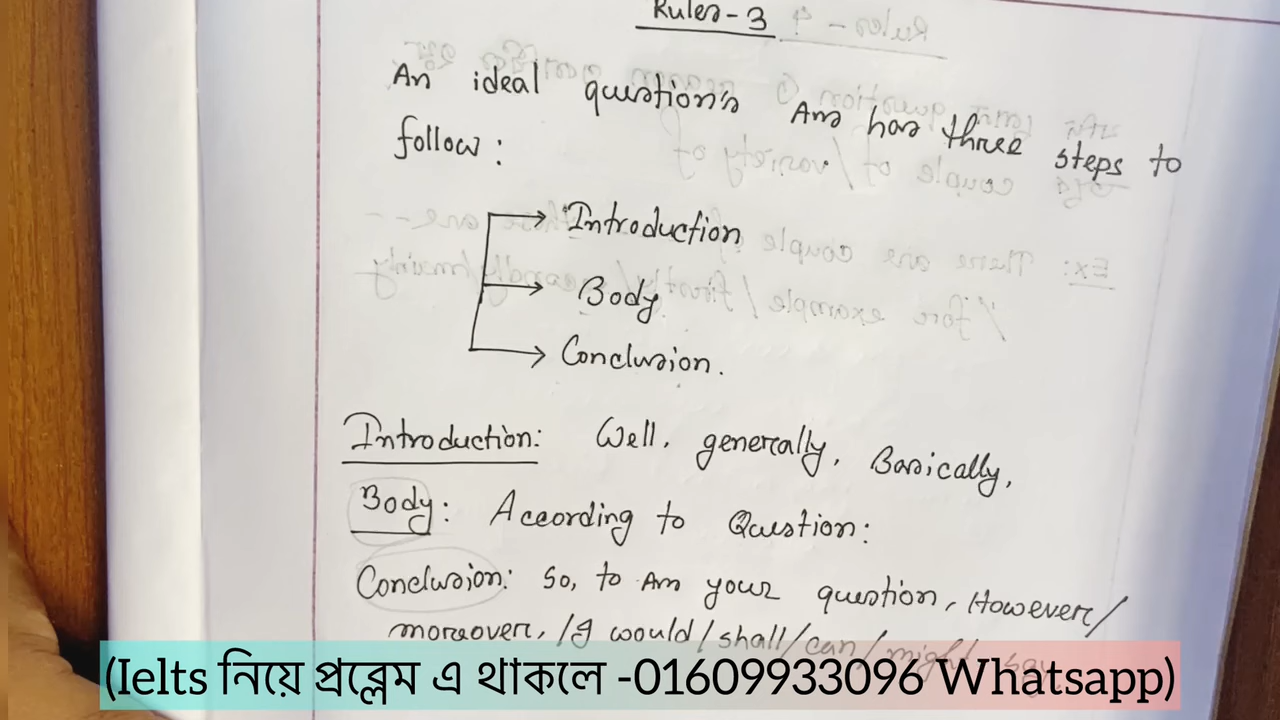 Rules-3
An ideal question's Ans has three steps to
follow:
Introduction
Body
Conclusion.
Introduction: Well, generally, Basically,
Body: According to Question:
Conclusion: So, to Ans your question, However/
moreover, /I would/shall/can/might say
(Ielts নিয়ে প্রব্লেম এ থাকলে -01609933096 Whatsapp)